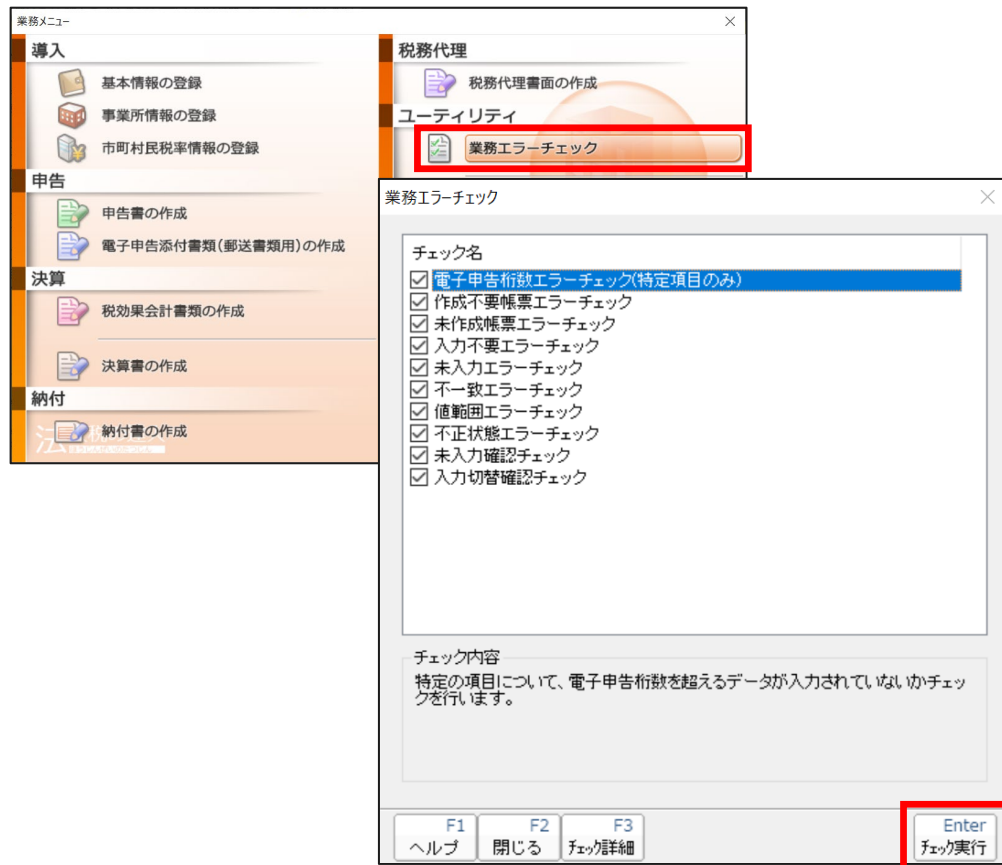 業務メニュー
導入
基本情報の登録
事業所情報の登録
市町村民税率情報の登録
申告
申告書の作成
電子申告添付書類(郵送書類用)の作成
決算
税効果会計書類の作成
決算書の作成
納付
納付書の作成
税務代理
税務代理書面の作成
ユーティリティ
業務エラーチェック
業務エラーチェック
チェック名
電子申告桁数エラーチェック(特定項目のみ)
作成不要帳票エラーチェック
未作成帳票エラーチェック
入力不要エラーチェック
未入力エラーチェック
不一致エラーチェック
値範囲エラーチェック
不正状態エラーチェック
未入力確認チェック
入力切替確認チェック
チェック内容
特定の項目について、電子申告桁数を超えるデータが入力されていないかチェッ
クを行います。
F1
ヘルプ
F2
閉じる
F3
チェック詳細
Enter
チェック実行